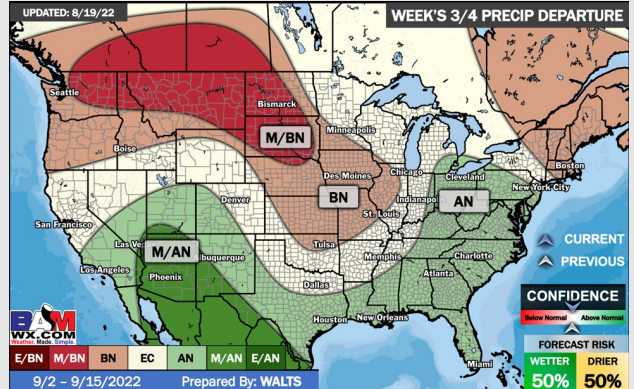 UPDATED: 8/19/22
WEEK'S 3/4 PRECIP DEPARTURE
Seattle
Bismarck
M/BN
Minneapolis
Boise
Boston
Des Moines
Chicago
Cleveland
New York City
BN
AN
Denver
Indianapo
St. Louis
San Francisco
CURRENT
Las Ve
M/AN
lbuquerque
Tulsa
Memphis
Charlotte
PREVIOUS
Los Angeles
Phoenix
Atlanta
Dallas
CONFIDENCE
Below Normal
Above Normal
Houston
New Orleans
BAM
WX.COM
Weather. Made. Simple.
FORECAST RISK
E/BN M/BN BN EC AN M/AN E/AN
WETTER
DRIER
Miami
50%
50%
9/2 – 9/15/2022
Prepared By: WALTS